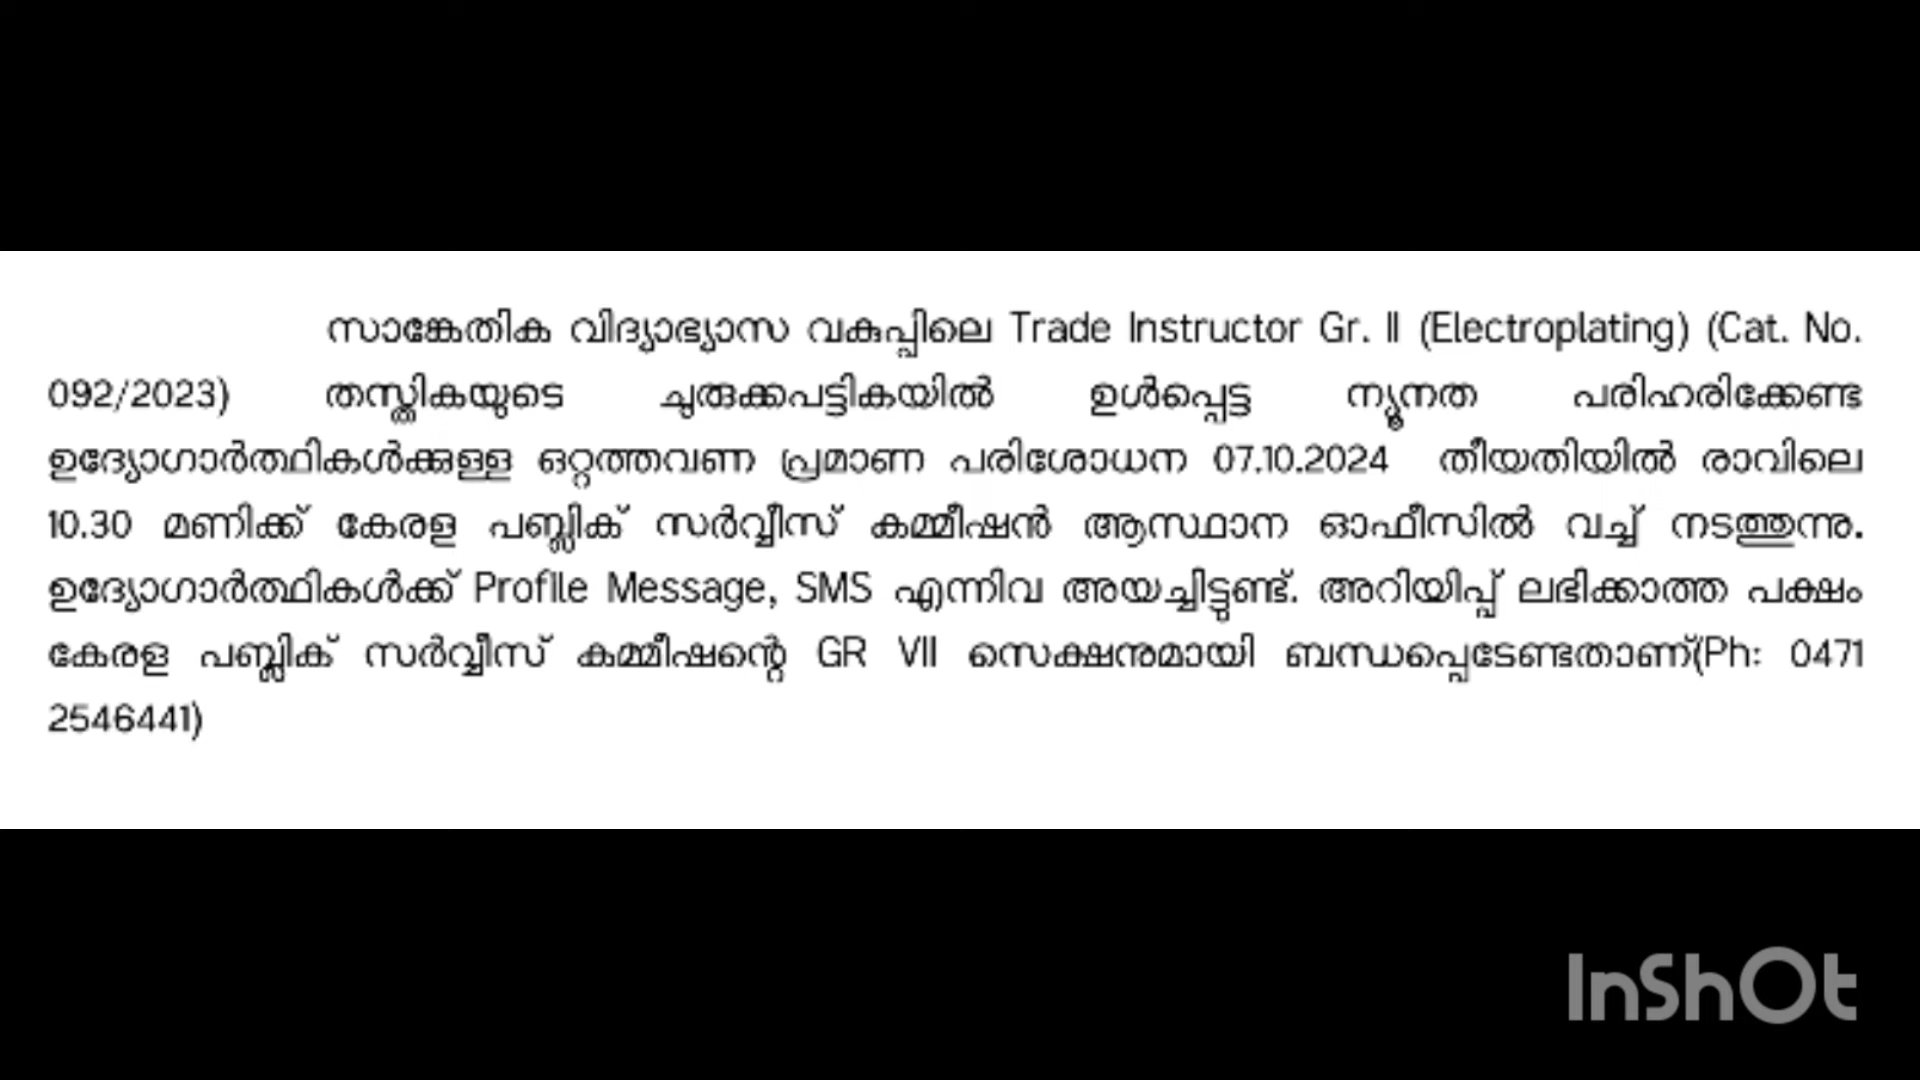 സാങ്കേതിക വിദ്യാഭ്യാസ വകുപ്പിലെ Trade Instructor Gr. II (Electroplating) (Cat. No.
092/2023) തസ്തികയുടെ ചുരുക്കപട്ടികയിൽ ഉൾപ്പെട്ട ന്യൂനത പരിഹരിക്കേണ്ട
ഉദ്യോഗാർത്ഥികൾക്കുള്ള ഒറ്റത്തവണ പ്രമാണ പരിശോധന 07.10.2024 തീയതിയിൽ രാവിലെ
10.30 മണിക്ക് കേരള പബ്ലിക് സർവ്വീസ് കമ്മീഷൻ ആസ്ഥാന ഓഫീസിൽ വച്ച് നടത്തുന്നു.
ഉദ്യോഗാർത്ഥികൾക്ക് Proflle Message, SMS എന്നിവ അയച്ചിട്ടുണ്ട്. അറിയിപ്പ് ലഭിക്കാത്ത പക്ഷം
കേരള പബ്ലിക് സർവ്വീസ് കമ്മീഷന്റെ GR VII സെക്ഷനുമായി ബന്ധപ്പെടേണ്ടതാണ്(Ph: 0471
2546441)
InShOt